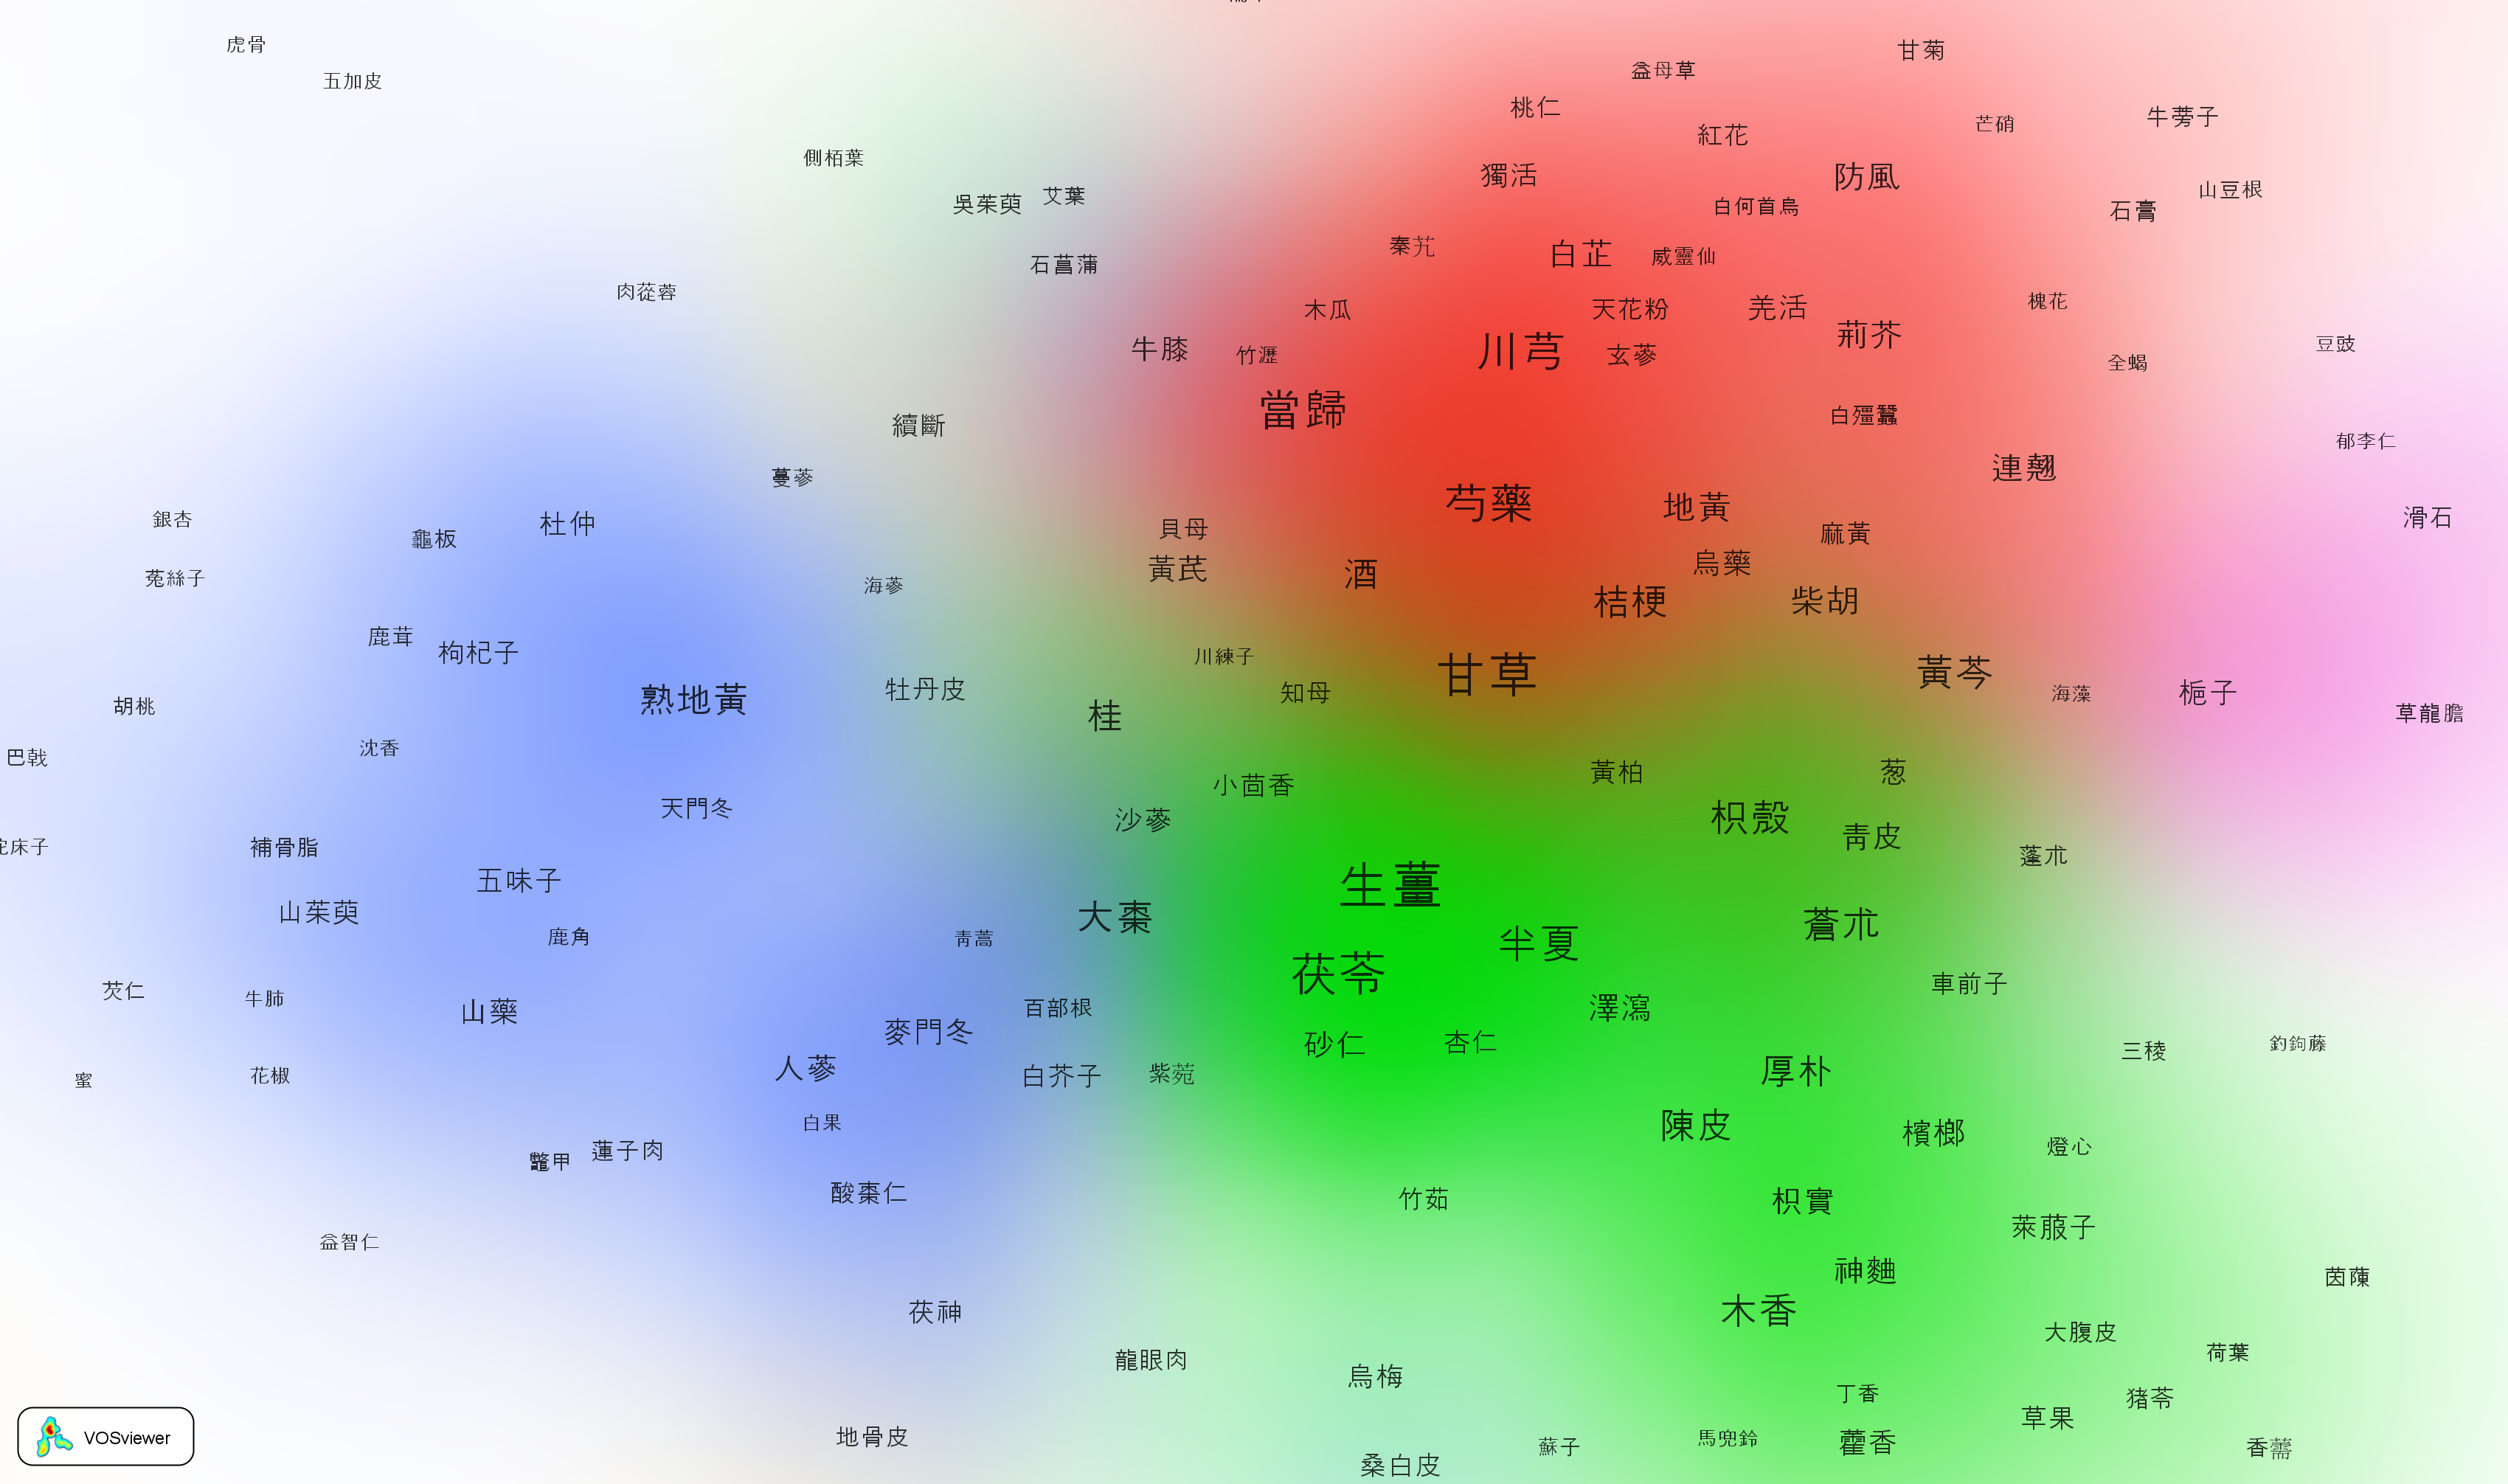 虎骨
甘菊
益母草
五加皮
桃仁
牛蒡子
芒硝
紅花
側栢葉
獨活
防風
山豆根
艾葉
吳茱萸
白何首烏
石膏
秦艽
白芷
威靈仙
石菖蒲
肉蓯蓉
槐花
木瓜
天花粉
羌活
荊芥
豆豉
牛膝
竹瀝
川芎
玄蔘
全蝎
當歸
白殭蠶
續斷
郁李仁
連翹
蔓蔘
芍藥
地黃
滑石
銀杏
杜仲
龜板
貝母
麻黃
烏藥
黃芪
酒
菟絲子
海蔘
桔梗
柴胡
鹿茸
枸杞子
川練子
甘草
黃芩
牡丹皮
知母
海藻
梔子
熟地黃
胡桃
桂
草龍膽
沈香
巴戟
黃柏
葱
小茴香
天門冬
沙蔘
枳殼
靑皮
床子
補骨脂
蓬朮
五味子
生薑
山茱萸
大棗
蒼朮
鹿角
靑蒿
半夏
茯苓
車前子
芡仁
牛肺
山藥
百部根
澤瀉
麥門冬
砂仁
杏仁
三稜
釣鉤藤
人蔘
蜜
花椒
白芥子
紫菀
厚朴
白果
陳皮
檳榔
燈心
鼈甲
蓮子肉
酸棗仁
竹茹
枳實
萊菔子
益智仁
神麯
茵蔯
茯神
木香
大腹皮
荷葉
龍眼肉
烏梅
丁香
猪苓
草果
地骨皮
馬兜鈴
藿香
蘇子
香薷
桑白皮
VOSviewer